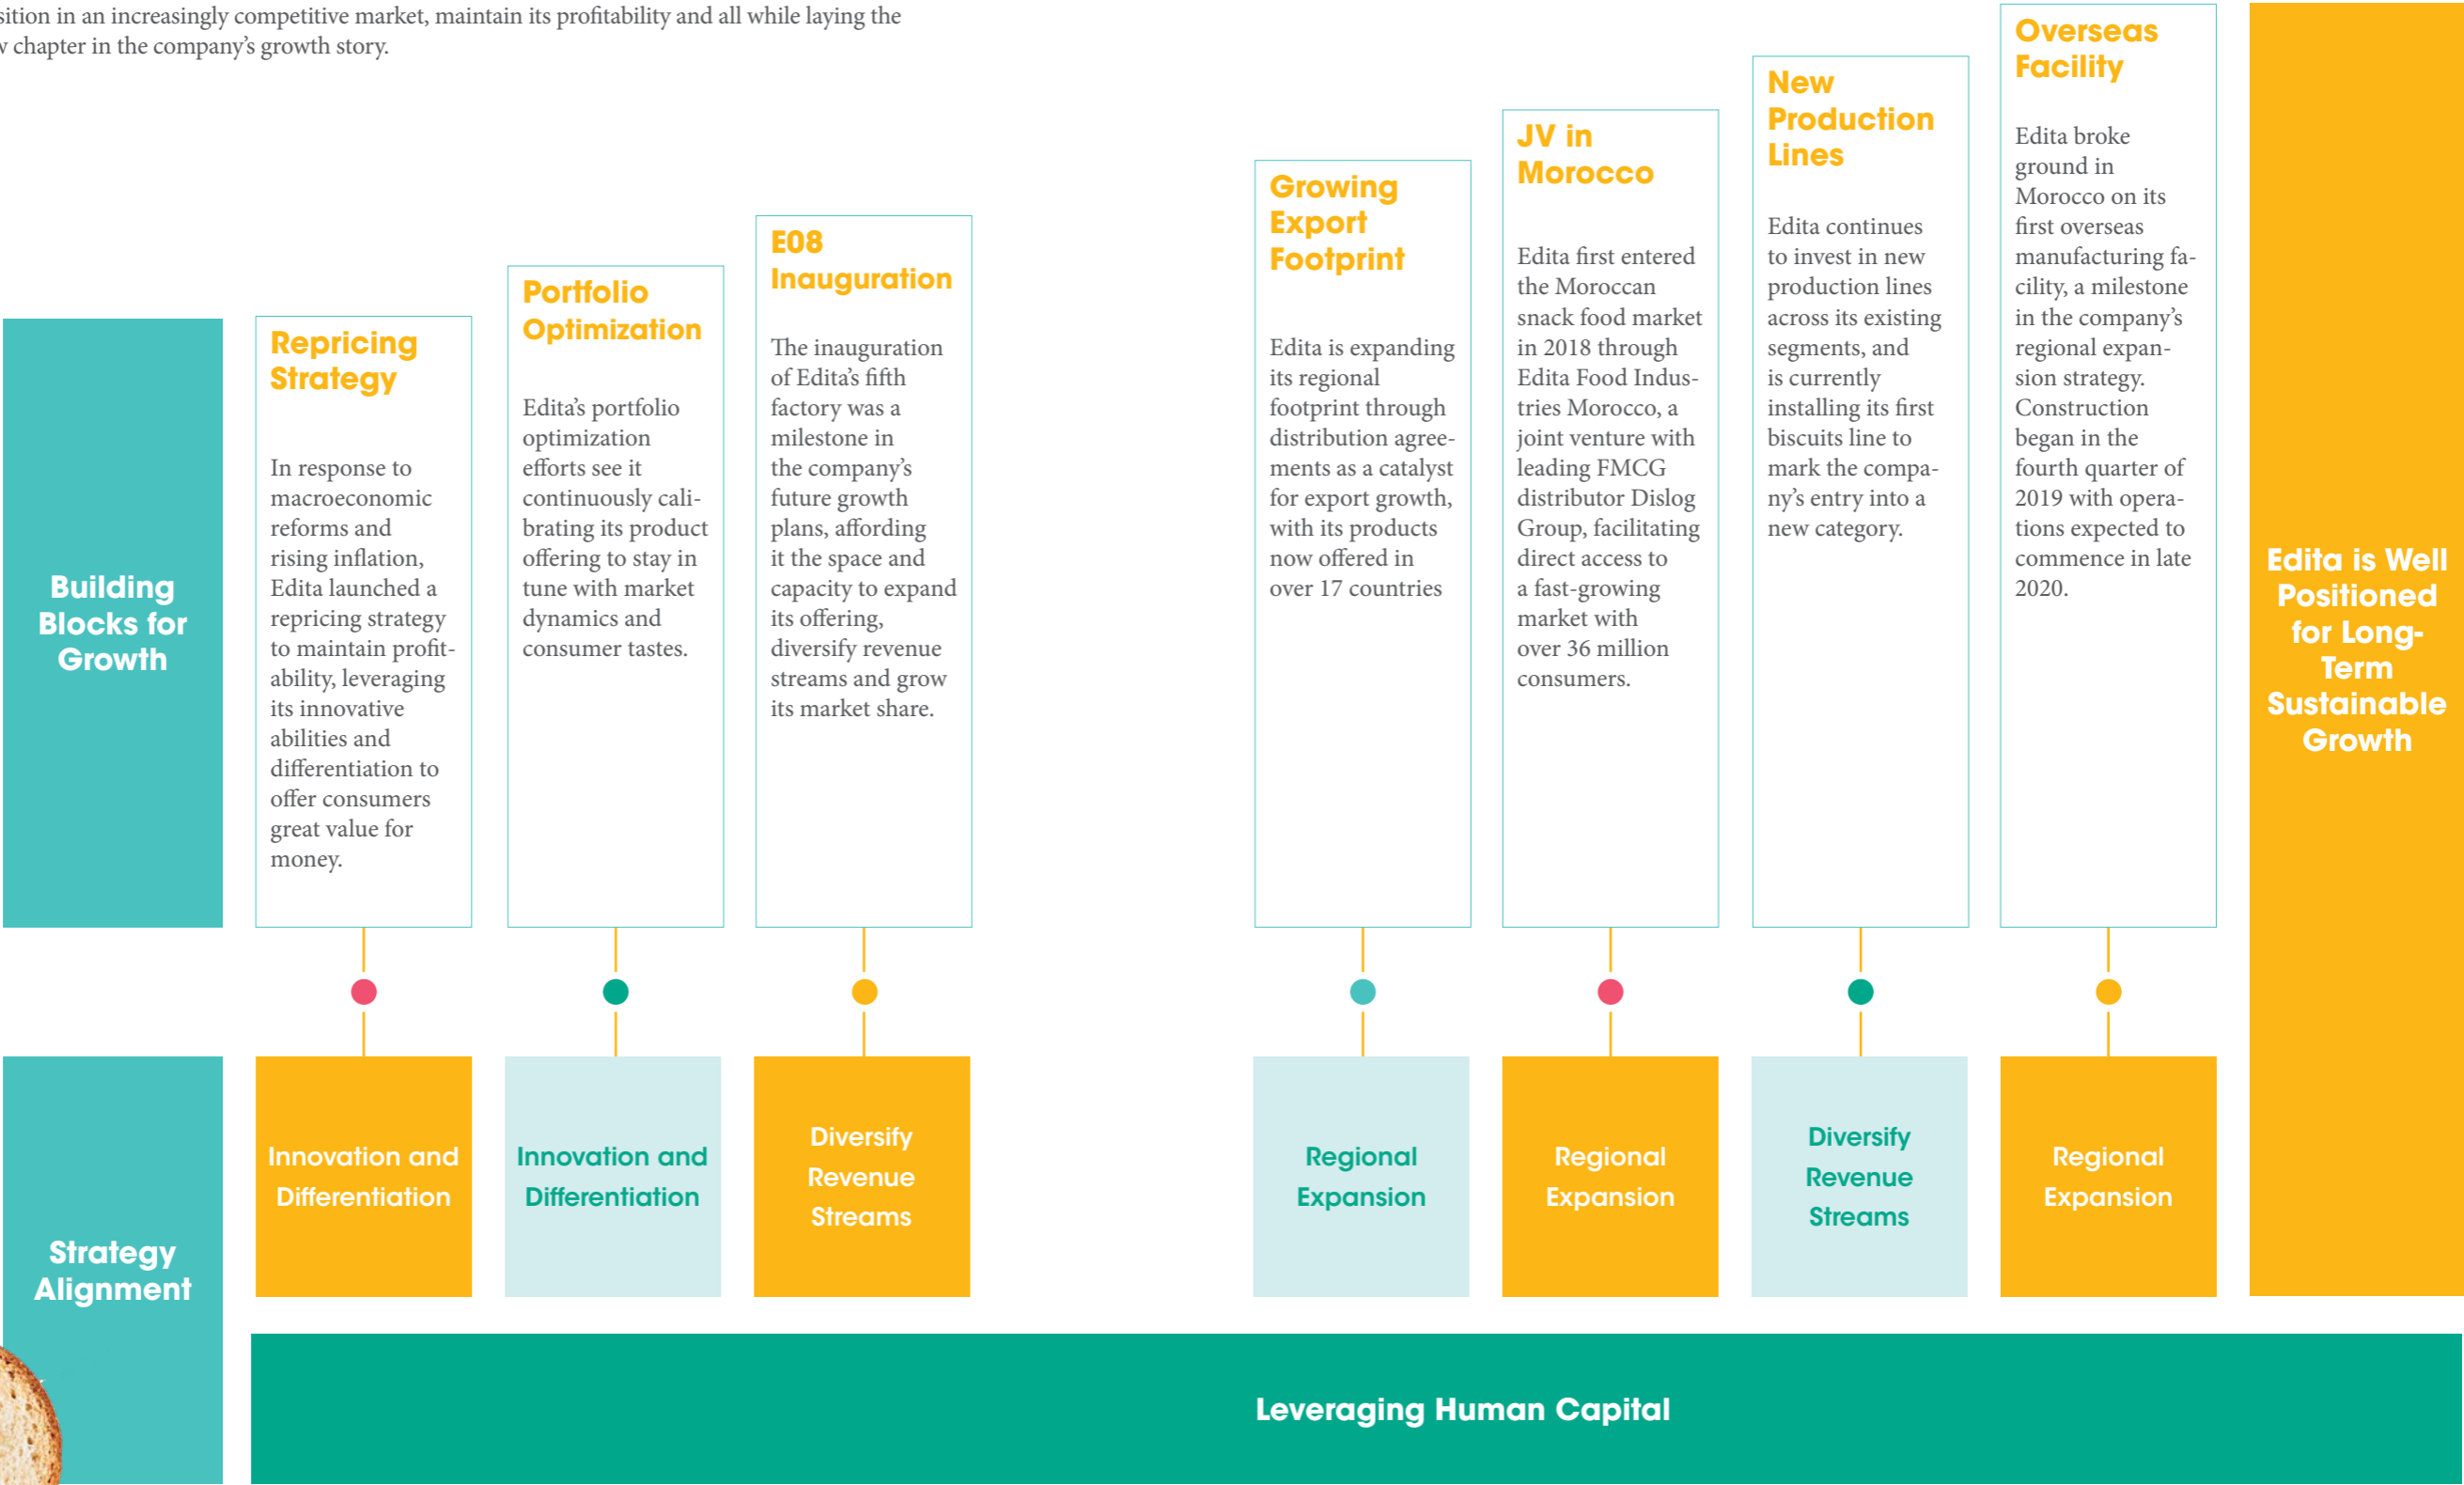 sition in an increasingly competitive market, maintain its profitability and all while laying the
chapter in the company's growth story.
Building
Blocks for
Growth
Repricing
Strategy
In response to
macroeconomic
reforms and
rising inflation,
Edita launched a
repricing strategy
to maintain profit-
ability, leveraging
its innovative
abilities and
differentiation to
offer consumers
great value for
money.
Portfolio
Optimization
Edita's portfolio
optimization
efforts see it
continuously cali-
brating its product
offering to stay in
tune with market
dynamics and
consumer tastes.
E08
Inauguration
The inauguration
of Edita's fifth
factory was a
milestone in
the company's
future growth
plans, affording
it the space and
capacity to expand
its offering,
diversify revenue
streams and grow
its market share.
Growing
Export
Footprint
Edita is expanding
its regional
footprint through
distribution agree-
ments as a catalyst
for export growth,
with its products
now offered in
over 17 countries
JV in
Morocco
Edita first entered
the Moroccan
snack food market
in 2018 through
Edita Food Indus-
tries Morocco, a
joint venture with
leading FMCG
distributor Dislog
Group, facilitating
direct access to
a fast-growing
market with
over 36 million
consumers.
New
Production
Lines
Edita continues
to invest in new
production lines
across its existing
segments, and
is currently
installing its first
biscuits line to
mark the compa-
ny's entry into a
new category.
Overseas
Facility
Edita broke
ground in
Morocco on its
first overseas
manufacturing fa-
cility, a milestone
in the company's
regional expan-
sion strategy.
Construction
began in the
fourth quarter of
2019 with opera-
tions expected to
commence in late
2020.
Edita is Well
Positioned
for Long-
Term
Sustainable
Growth
Strategy
Alignment
Innovation and
Differentiation
Innovation and
Differentiation
Diversify
Revenue
Streams
Regional
Expansion
Regional
Expansion
Diversify
Revenue
Streams
Regional
Expansion
Leveraging Human Capital